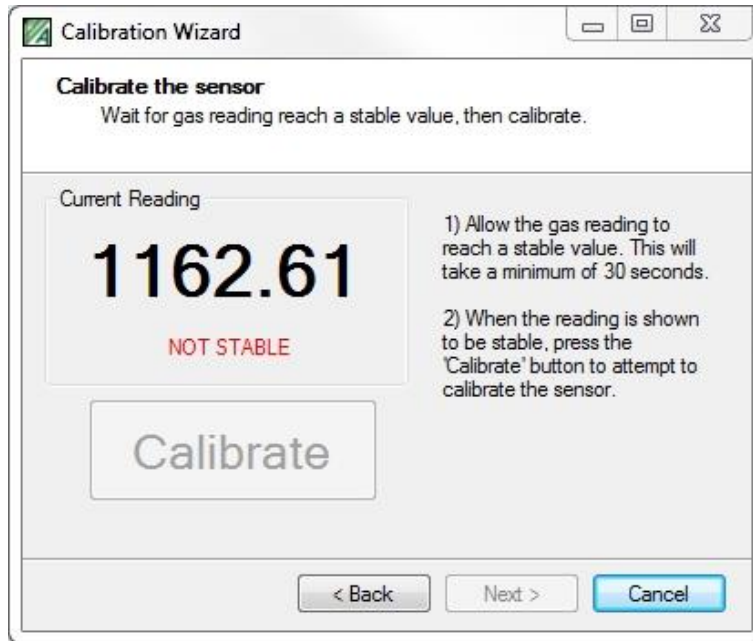 Calibration Wizard
Calibrate the sensor
Wait for gas reading reach a stable value, then calibrate.
Current Reading
1162.61
NOT STABLE
Calibrate
1) Allow the gas reading to
reach a stable value. This will
take a minimum of 30 seconds.
2) When the reading is shown
to be stable, press the
'Calibrate' button to attempt to
calibrate the sensor.
< Back
Next >
Cancel